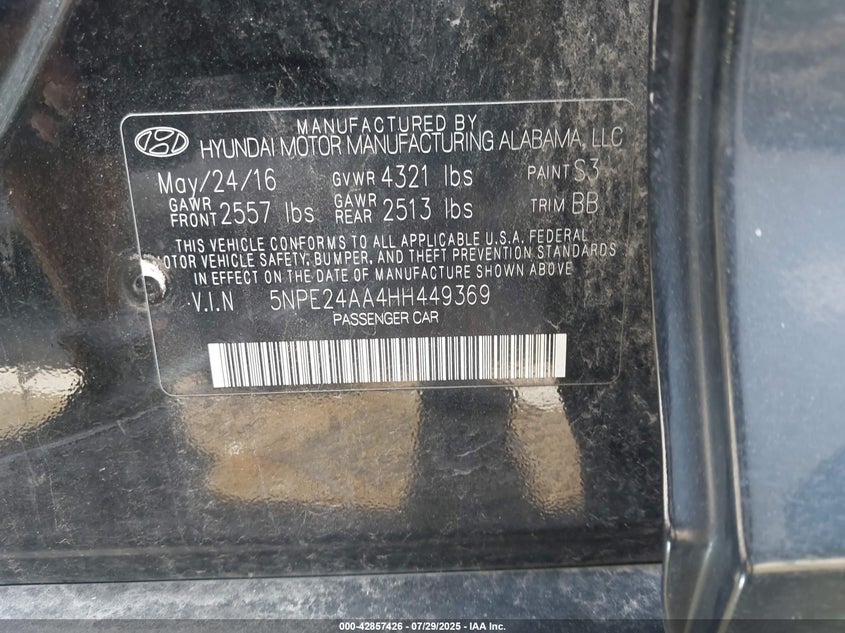 MANUFACTURED BY
HYUNDAI MOTOR MANUFACTURING ALABAMA, LLC
May/24/16 GVWR 4321 lbs PAINT S3
GAWR FRONT 2557 lbs GAWR REAR 2513 lbs TRIM BB
THIS VEHICLE CONFORMS TO ALL APPLICABLE U.S.A. FEDERAL
MOTOR VEHICLE SAFETY, BUMPER, AND THEFT PREVENTION STANDARDS
IN EFFECT ON THE DATE OF MANUFACTURE SHOWN ABOVE
V.I.N 5NPE24AA4HH449369
PASSENGER CAR
000-42857426 - 07/29/2025 - IAA Inc.